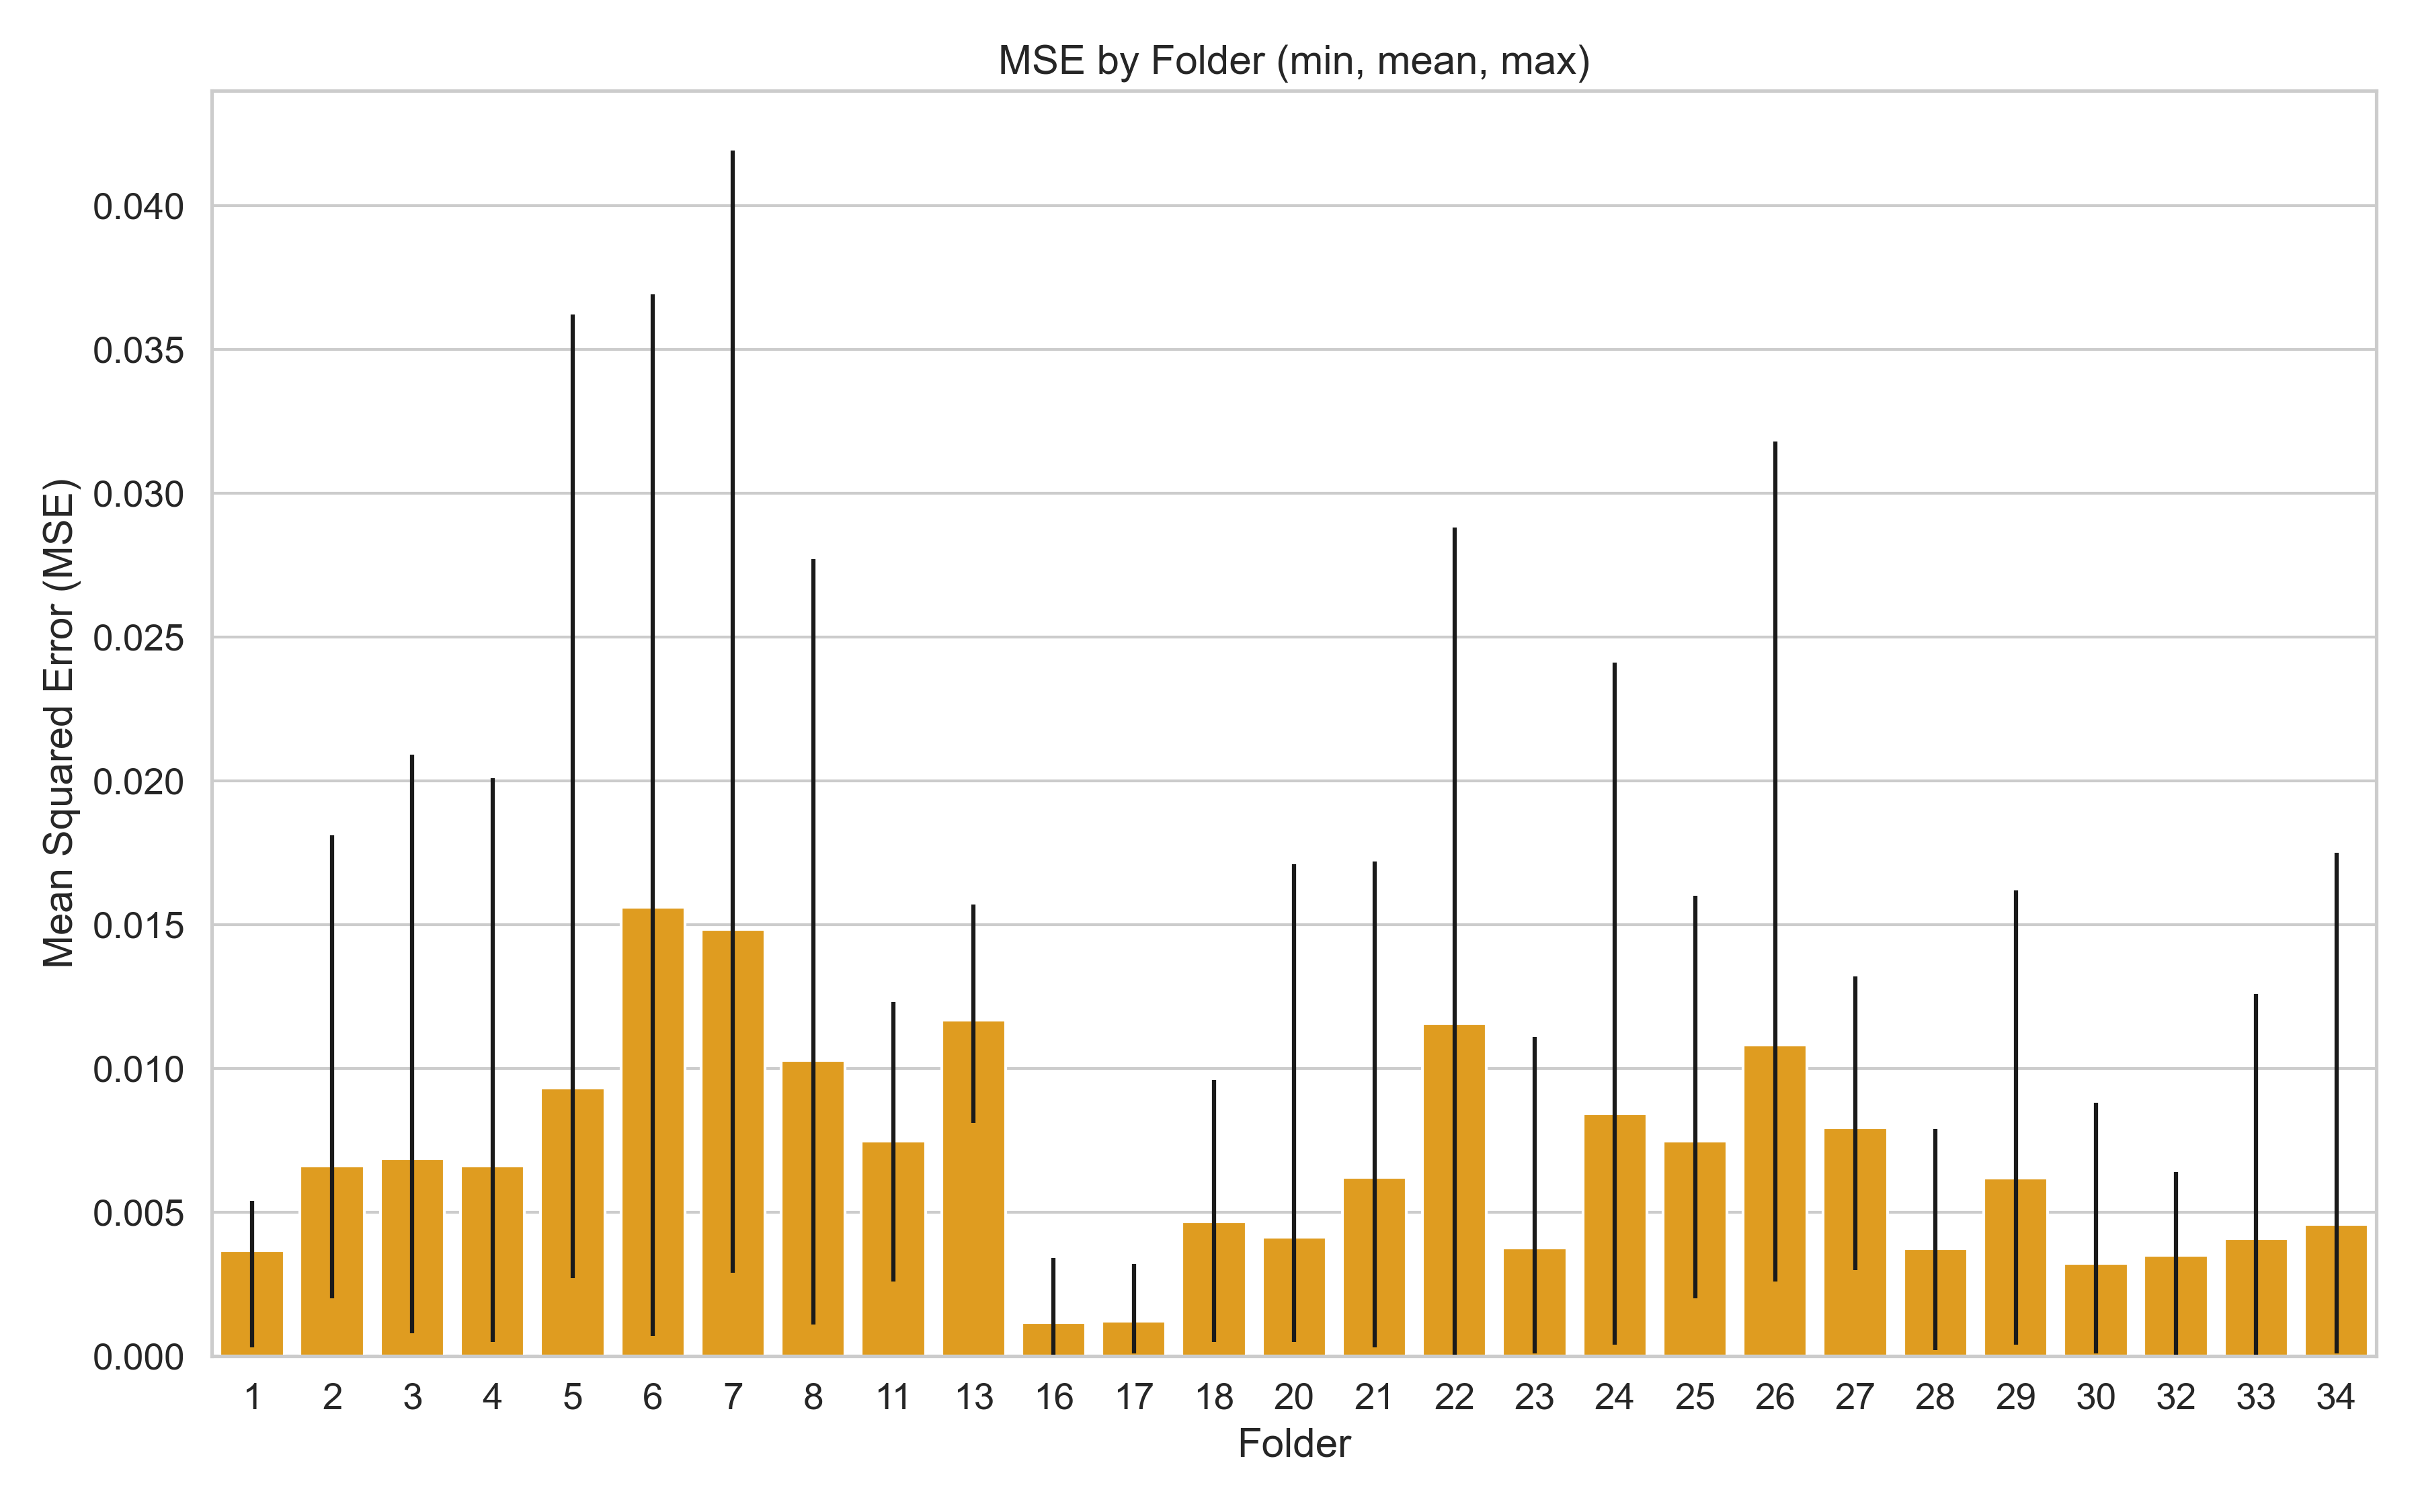 MSE by Folder (min, mean, max)
Mean Squared Error (MSE)
0.040
0.035
0.030
0.025
0.020
0.015
0.010
0.005
0.000
1 2 3 4 5 6 7 8 11 13 16 17 18 20 21 22 23 24 25 26 27 28 29 30 32 33 34
Folder